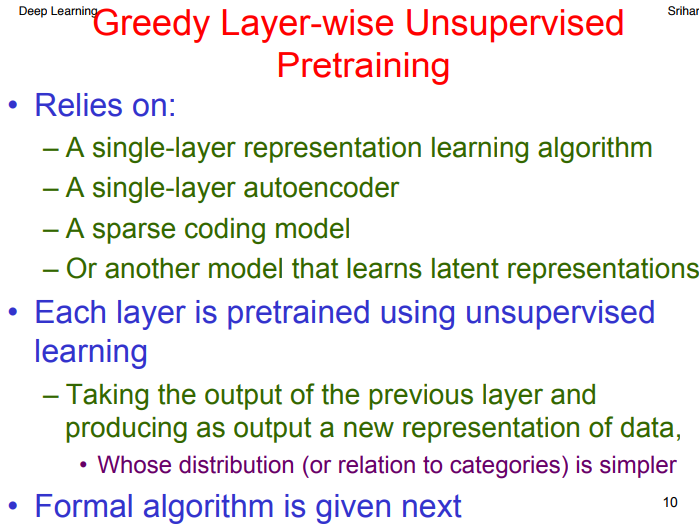 Deep Learning
Srihar
Greedy Layer-wise Unsupervised
Pretraining
• Relies on:
– A single-layer representation learning algorithm
– A single-layer autoencoder
– A sparse coding model
– Or another model that learns latent representations
• Each layer is pretrained using unsupervised
learning
– Taking the output of the previous layer and
producing as output a new representation of data,
• Whose distribution (or relation to categories) is simpler
• Formal algorithm is given next
10